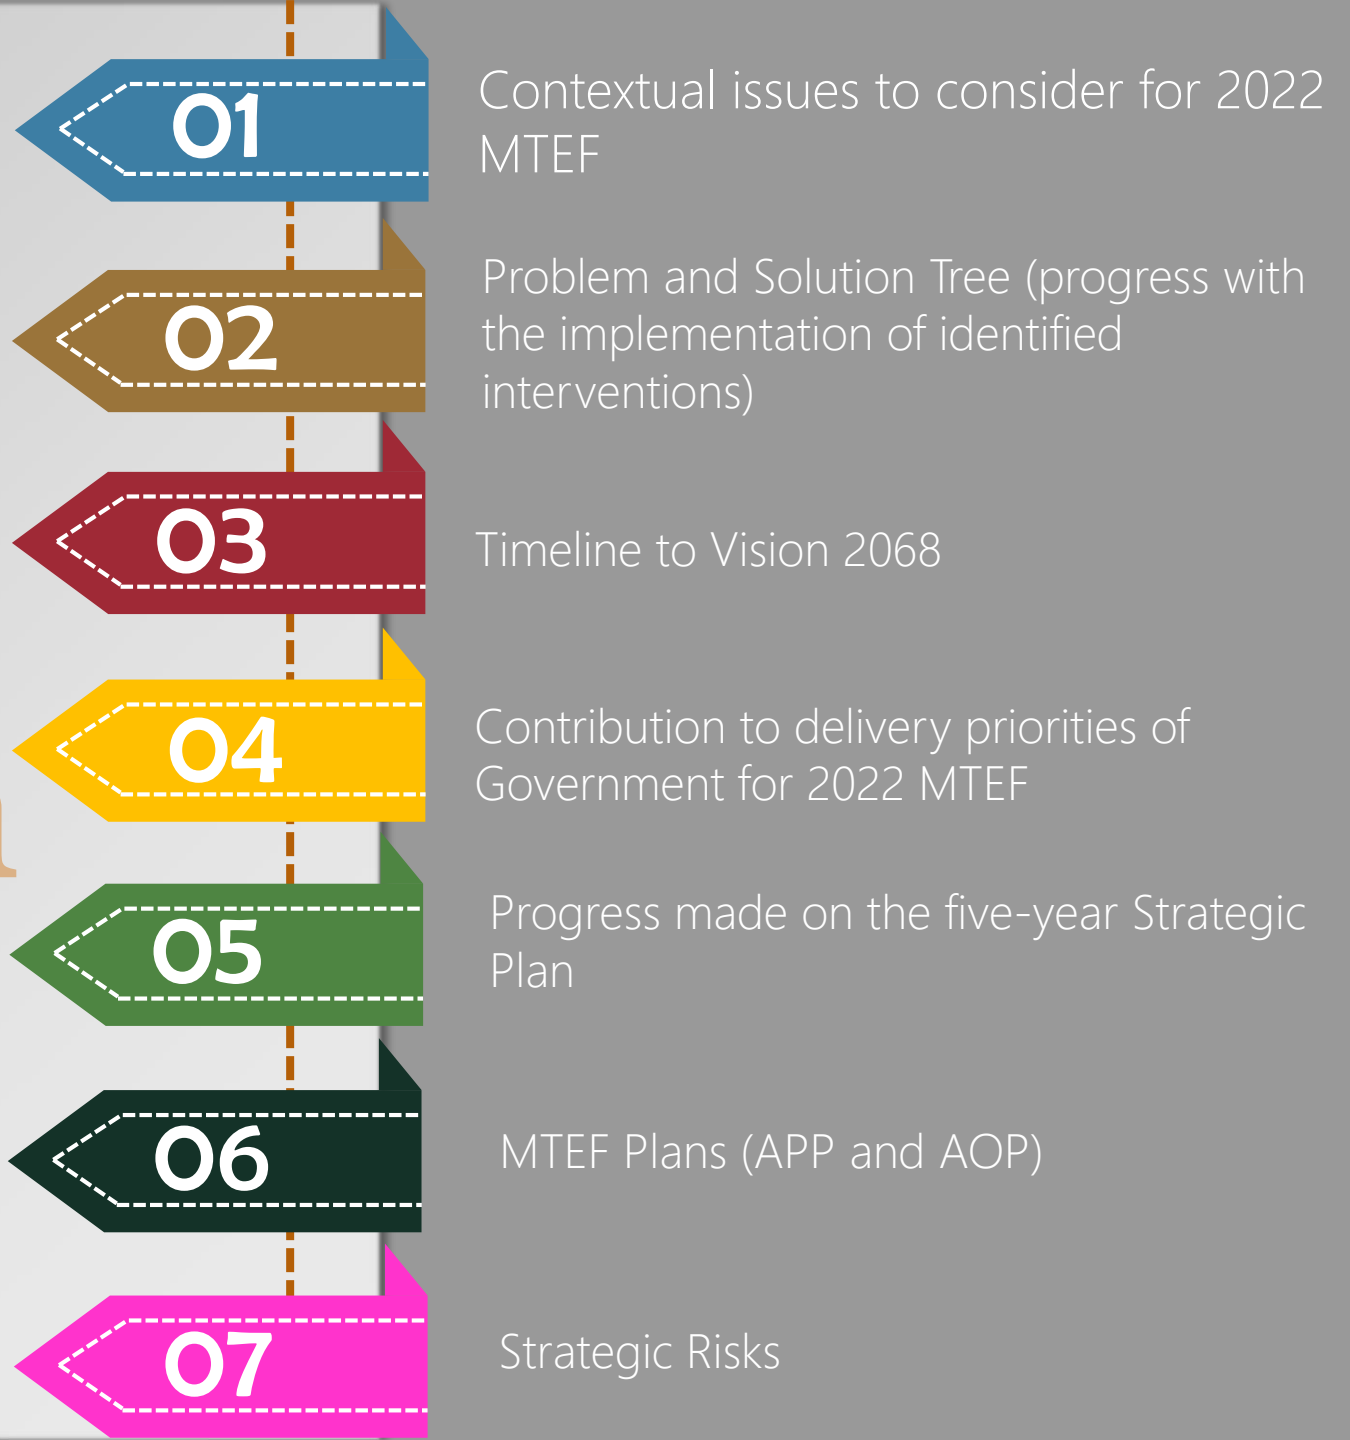 01
Contextual issues to consider for 2022
MTEF
02
Problem and Solution Tree (progress with
the implementation of identified
interventions)
03
Timeline to Vision 2068
04
Contribution to delivery priorities of
Government for 2022 MTEF
05
Progress made on the five-year Strategic
Plan
06
MTEF Plans (APP and AOP)
07
Strategic Risks